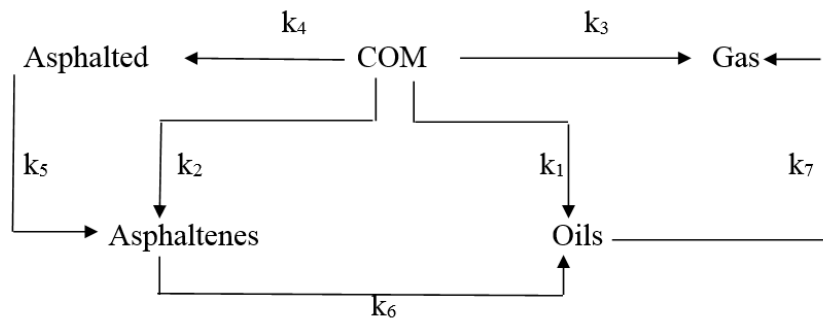 k₄ k₃
Asphalted COM Gas
k₅ k₂ k₁ k₇
Asphaltenes Oils
k₆